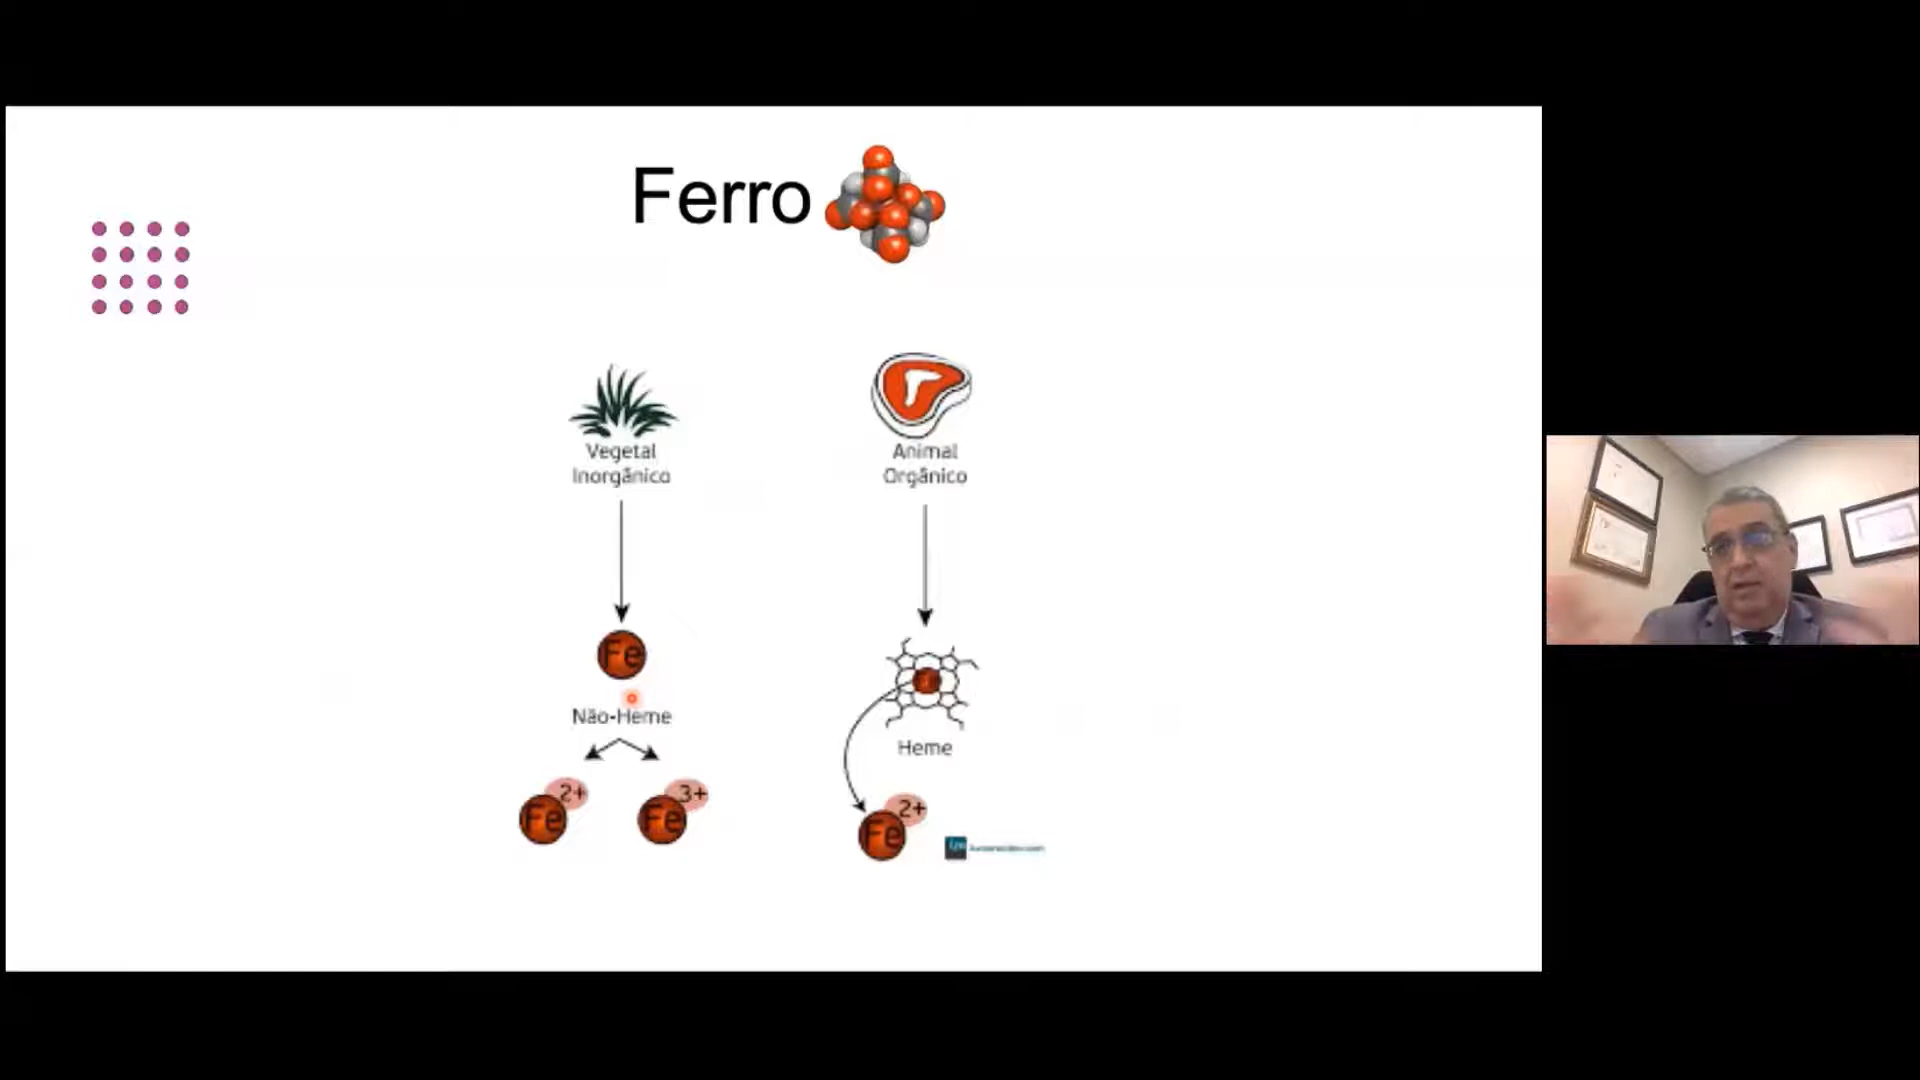 Ferro
Vegetal
Inorgânico
Animal
Orgânico
Fe
Não-Heme
Heme
Fe 2+
Fe 3+
Fe 2+